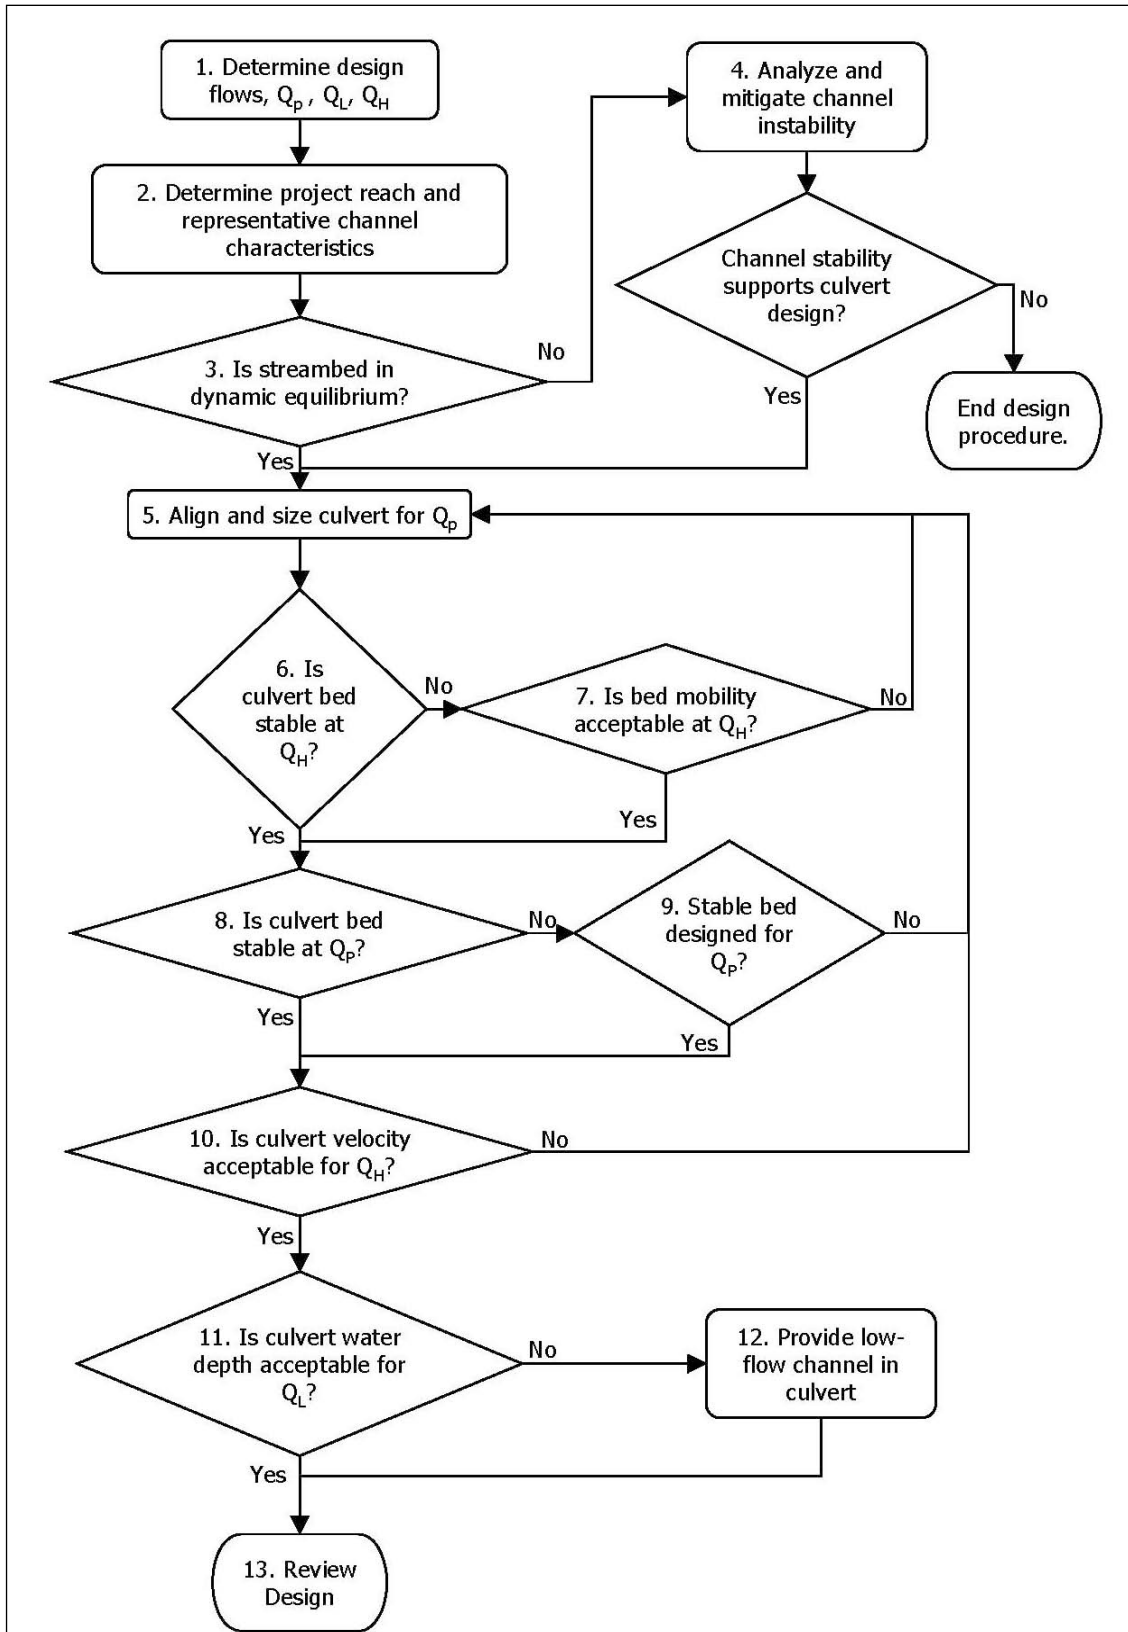 1. Determine design
flows, Qp , QL, QH
2. Determine project reach and
representative channel
characteristics
3. Is streambed in
dynamic equilibrium?
No
Yes
4. Analyze and
mitigate channel
instability
Channel stability
supports culvert
design?
No
Yes
End design
procedure.
5. Align and size culvert for Qp
6. Is
culvert bed
stable at
QH?
No
Yes
7. Is bed mobility
acceptable at QH?
No
Yes
8. Is culvert bed
stable at QP?
No
Yes
9. Stable bed
designed for
QP?
No
Yes
10. Is culvert velocity
acceptable for QH?
No
Yes
11. Is culvert water
depth acceptable for
QL?
No
Yes
12. Provide low-
flow channel in
culvert
13. Review
Design